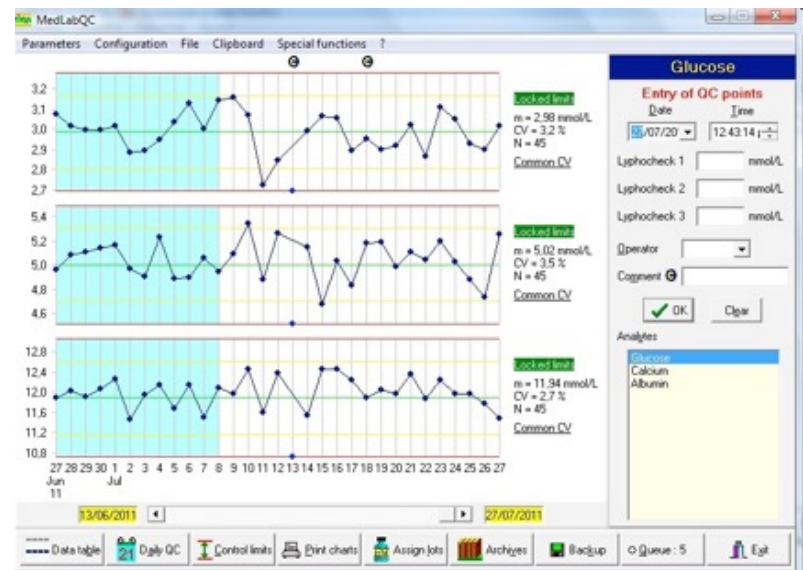 MedLabQC
Parameters Configuration File Clipboard Special functions ?
Glucose
Entry of QC points
Date Time
27/07/20 12:43:14
Lyphocheck 1 mmol/L
Lyphocheck 2 mmol/L
Lyphocheck 3 mmol/L
Operator
Comment C
OK Clear
Analytes
Glucose
Calcium
Albumin
C C
3,2
3,1
3,0
2,9
2,8
2,7
Locked limits
m = 2,98 mmol/L
CV = 3,2 %
N = 45
Common CV
5,4
5,2
5,0
4,8
4,6
Locked limits
m = 5,02 mmol/L
CV = 3,5 %
N = 45
Common CV
12,8
12,4
12,0
11,6
11,2
10,8
Locked limits
m = 11,94 mmol/L
CV = 2,7 %
N = 45
Common CV
27 28 29 30 1 2 3 4 5 6 7 8 9 10 11 12 13 14 15 16 17 18 19 20 21 22 23 24 25 26 27
Jun Jul
11
13/06/2011 27/07/2011
Data table 21 Daily QC Control limits Print charts Assign lots Archives Backup Queue : 5 Exit